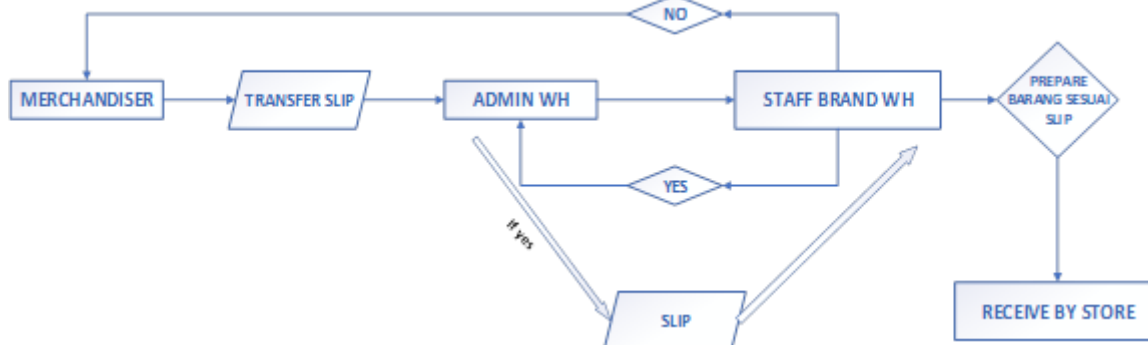 NO
MERCHANDISER
TRANSFER SLIP
ADMIN WH
STAFF BRAND WH
PREPARE
BARANG SESUAI
SLIP
YES
if yes
SLIP
RECEIVE BY STORE